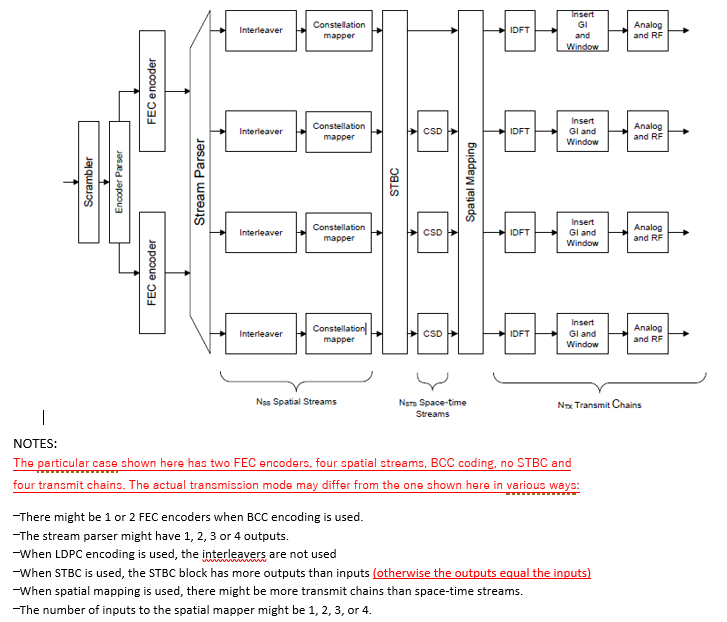 Interleaver
Constellation
mapper
IDFT
Insert
GI
and
Window
Analog
and RF
FEC encoder
Interleaver
Constellation
mapper
CSD
IDFT
Insert
GI and
Window
Analog
and RF
Scrambler
Encoder Parser
Stream Parser
STBC
Spatial Mapping
Interleaver
Constellation
mapper
CSD
IDFT
Insert
GI and
Window
Analog
and RF
FEC encoder
Interleaver
Constellation
mapper
CSD
IDFT
Insert
GI and
Window
Analog
and RF
NSS Spatial Streams
NSTS Space-time
Streams
NTX Transmit Chains
NOTES:
The particular case shown here has two FEC encoders, four spatial streams, BCC coding, no STBC and
four transmit chains. The actual transmission mode may differ from the one shown here in various ways:
–There might be 1 or 2 FEC encoders when BCC encoding is used.
–The stream parser might have 1, 2, 3 or 4 outputs.
–When LDPC encoding is used, the interleavers are not used
–When STBC is used, the STBC block has more outputs than inputs (otherwise the outputs equal the inputs)
–When spatial mapping is used, there might be more transmit chains than space-time streams.
–The number of inputs to the spatial mapper might be 1, 2, 3, or 4.